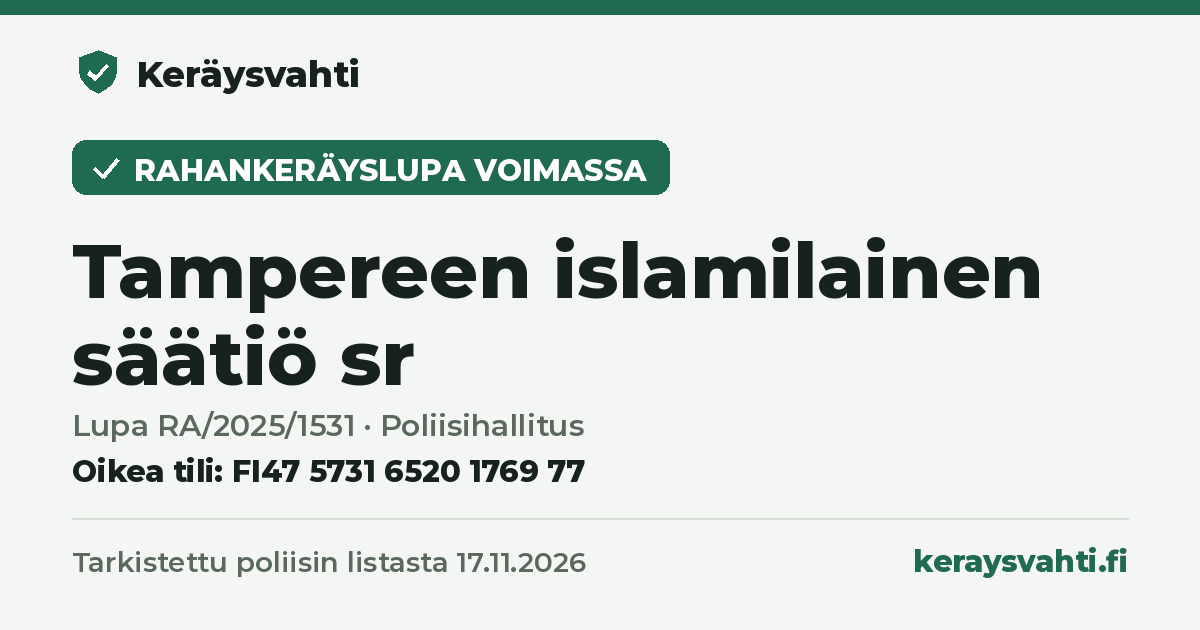 Keräysvahti
RAHANKERÄYSLUPA VOIMASSA
Tampereen islamilainen
säätiö sr
Lupa RA/2025/1531 · Poliisihallitus
Oikea tili: FI47 5731 6520 1769 77
Tarkistettu poliisin listasta 17.11.2026
keraysvahti.fi